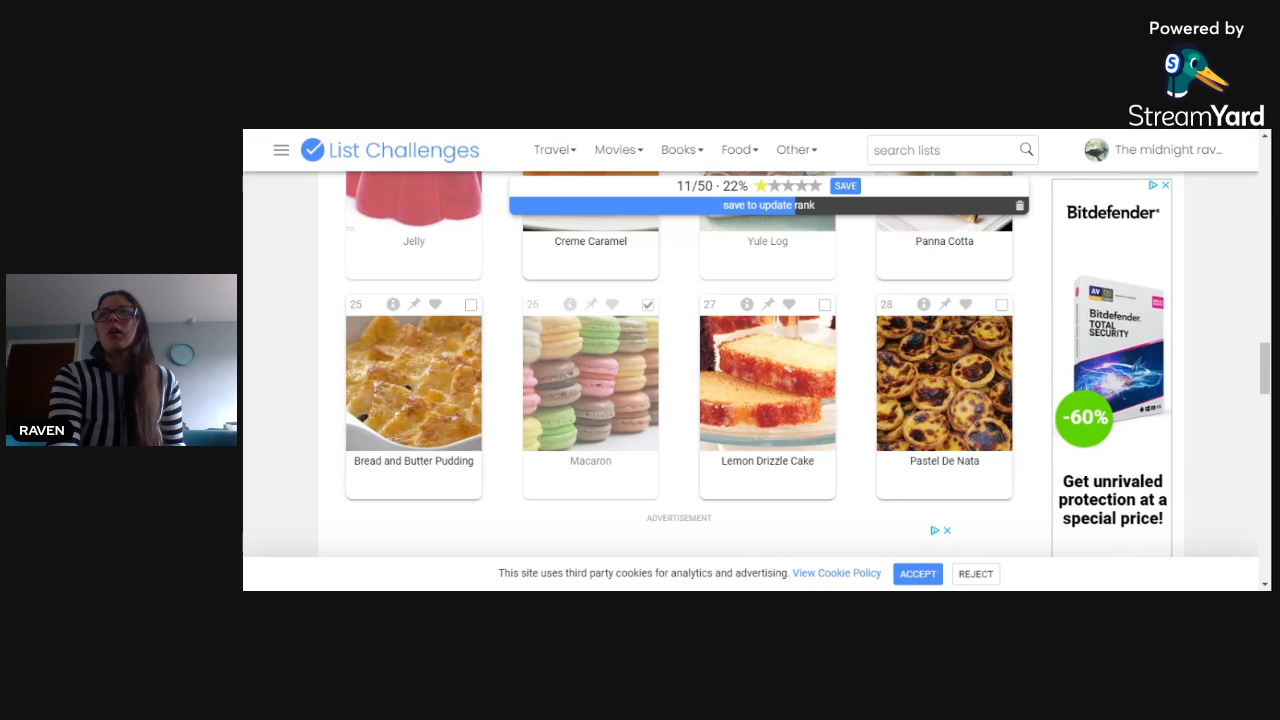 Powered by
StreamYard
List Challenges
Travel
Movies
Books
Food
Other
search lists
The midnight rav...
11/50 · 22%
SAVE
save to update rank
Jelly
Creme Caramel
Yule Log
Panna Cotta
25
26
27
28
Bread and Butter Pudding
Macaron
Lemon Drizzle Cake
Pastel De Nata
ADVERTISEMENT
Bitdefender
Bitdefender
TOTAL
SECURITY
-60%
Get unrivaled
protection at a
special price!
This site uses third party cookies for analytics and advertising. View Cookie Policy
ACCEPT
REJECT
RAVEN